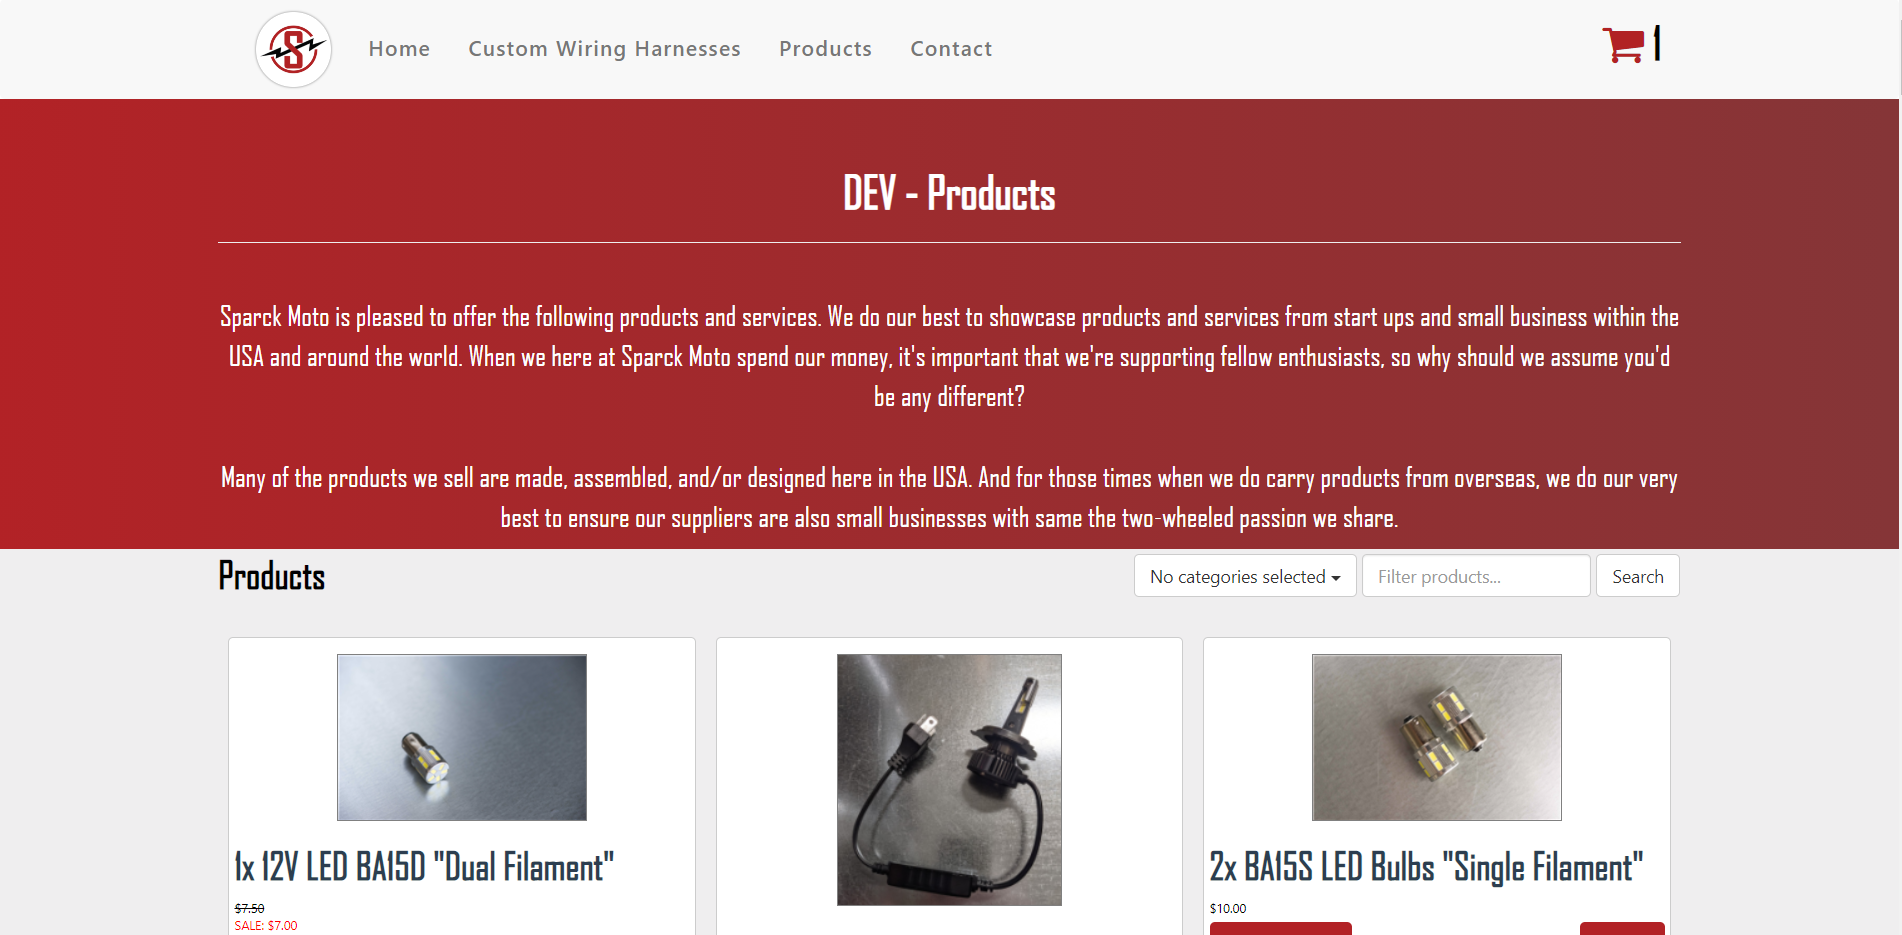 S
Home
Custom Wiring Harnesses
Products
Contact
1
DEV - Products
Sparck Moto is pleased to offer the following products and services. We do our best to showcase products and services from start ups and small business within the
USA and around the world. When we here at Sparck Moto spend our money, it's important that we're supporting fellow enthusiasts, so why should we assume you'd
be any different?
Many of the products we sell are made, assembled, and/or designed here in the USA. And for those times when we do carry products from overseas, we do our very
best to ensure our suppliers are also small businesses with same the two-wheeled passion we share.
Products
No categories selected
Filter products...
Search
1x 12V LED BA15D "Dual Filament"
$7.50
SALE: $7.00
2x BA15S LED Bulbs "Single Filament"
$10.00